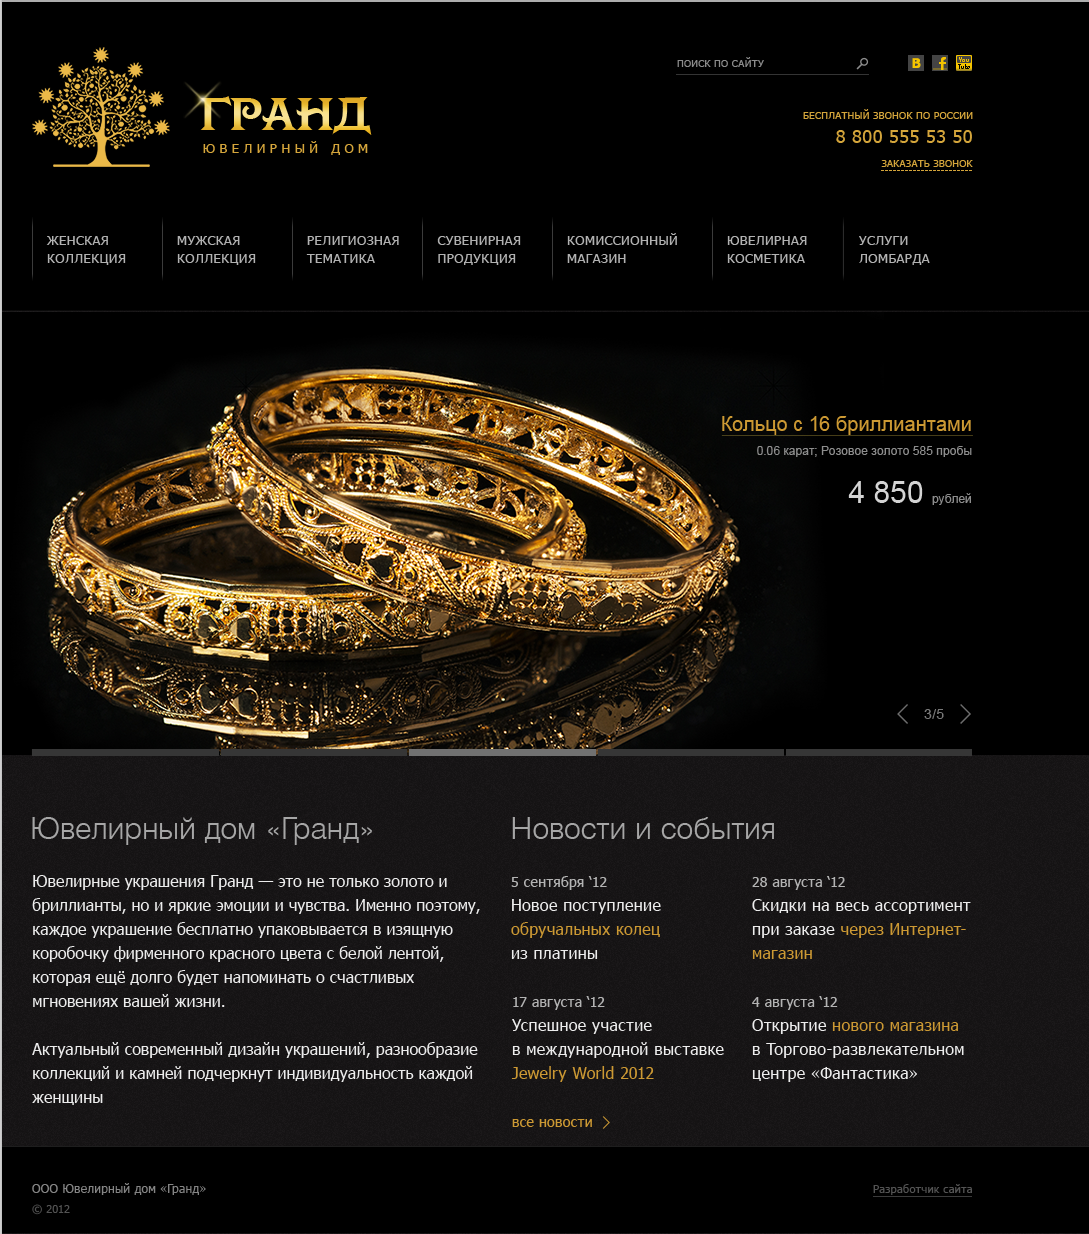 ПОИСК ПО САЙТУ
В f You Tube
ГРАНД
ЮВЕЛИРНЫЙ ДОМ
БЕСПЛАТНЫЙ ЗВОНОК ПО РОССИИ
8 800 555 53 50
ЗАКАЗАТЬ ЗВОНОК
ЖЕНСКАЯ
КОЛЛЕКЦИЯ
МУЖСКАЯ
КОЛЛЕКЦИЯ
РЕЛИГИОЗНАЯ
ТЕМАТИКА
СУВЕНИРНАЯ
ПРОДУКЦИЯ
КОМИССИОННЫЙ
МАГАЗИН
ЮВЕЛИРНАЯ
КОСМЕТИКА
УСЛУГИ
ЛОМБАРДА
Кольцо с 16 бриллиантами
0.06 карат; Розовое золото 585 пробы
4 850 рублей
3/5
Ювелирный дом «Гранд»
Ювелирные украшения Гранд — это не только золото и
бриллианты, но и яркие эмоции и чувства. Именно поэтому,
каждое украшение бесплатно упаковывается в изящную
коробочку фирменного красного цвета с белой лентой,
которая ещё долго будет напоминать о счастливых
мгновениях вашей жизни.
Актуальный современный дизайн украшений, разнообразие
коллекций и камней подчеркнут индивидуальность каждой
женщины
Новости и события
5 сентября ‘12
Новое поступление
обручальных колец
из платины
28 августа ‘12
Скидки на весь ассортимент
при заказе через Интернет-
магазин
17 августа ‘12
Успешное участие
в международной выставке
Jewelry World 2012
4 августа ‘12
Открытие нового магазина
в Торгово-развлекательном
центре «Фантастика»
все новости
ООО Ювелирный дом «Гранд»
© 2012
Разработчик сайта